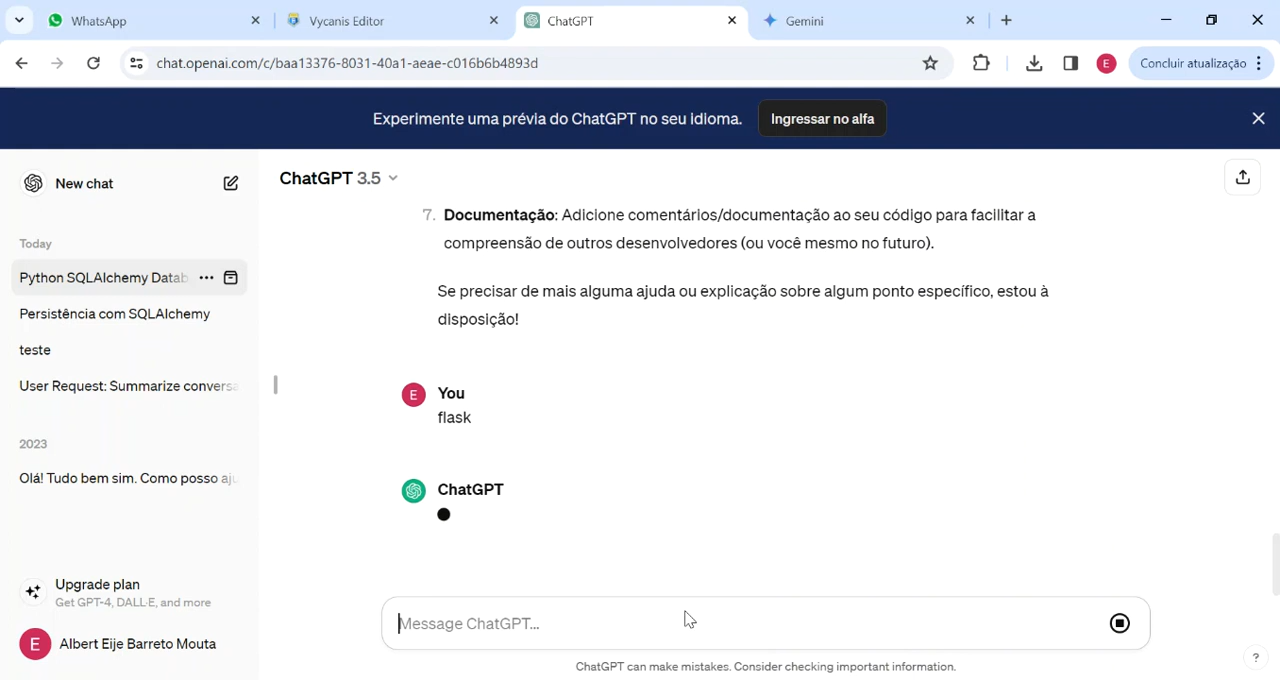 WhatsApp
Vycanis Editor
ChatGPT
Gemini
chat.openai.com/c/baa13376-8031-40a1-aeae-c016b6b4893d
E
Concluir atualização
Experimente uma prévia do ChatGPT no seu idioma.
Ingressar no alfa
New chat
Today
Python SQLAlchemy Datab
Persistência com SQLAlchemy
teste
User Request: Summarize conversa
2023
Olá! Tudo bem sim. Como posso aju
Upgrade plan
Get GPT-4, DALL·E, and more
E
Albert Eije Barreto Mouta
ChatGPT 3.5
7. Documentação: Adicione comentários/documentação ao seu código para facilitar a
compreensão de outros desenvolvedores (ou você mesmo no futuro).
Se precisar de mais alguma ajuda ou explicação sobre algum ponto específico, estou à
disposição!
E
You
flask
ChatGPT
Message ChatGPT...
ChatGPT can make mistakes. Consider checking important information.
?